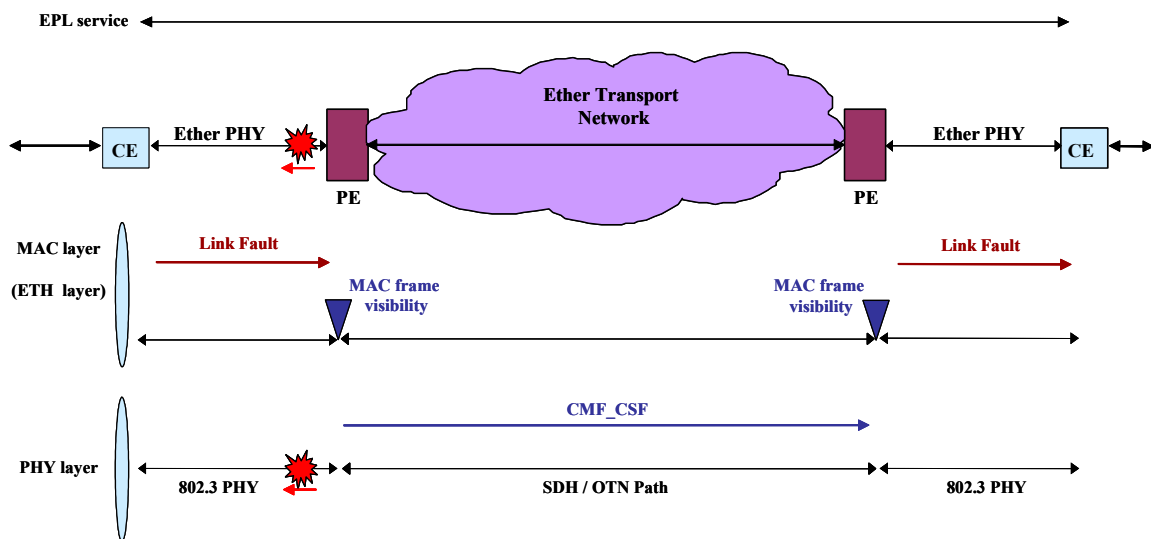 EPL service
Ether Transport
Network
Ether PHY
Ether PHY
CE
CE
PE
PE
MAC layer
(ETH layer)
Link Fault
Link Fault
MAC frame
visibility
MAC frame
visibility
CMF_CSF
PHY layer
802.3 PHY
SDH / OTN Path
802.3 PHY